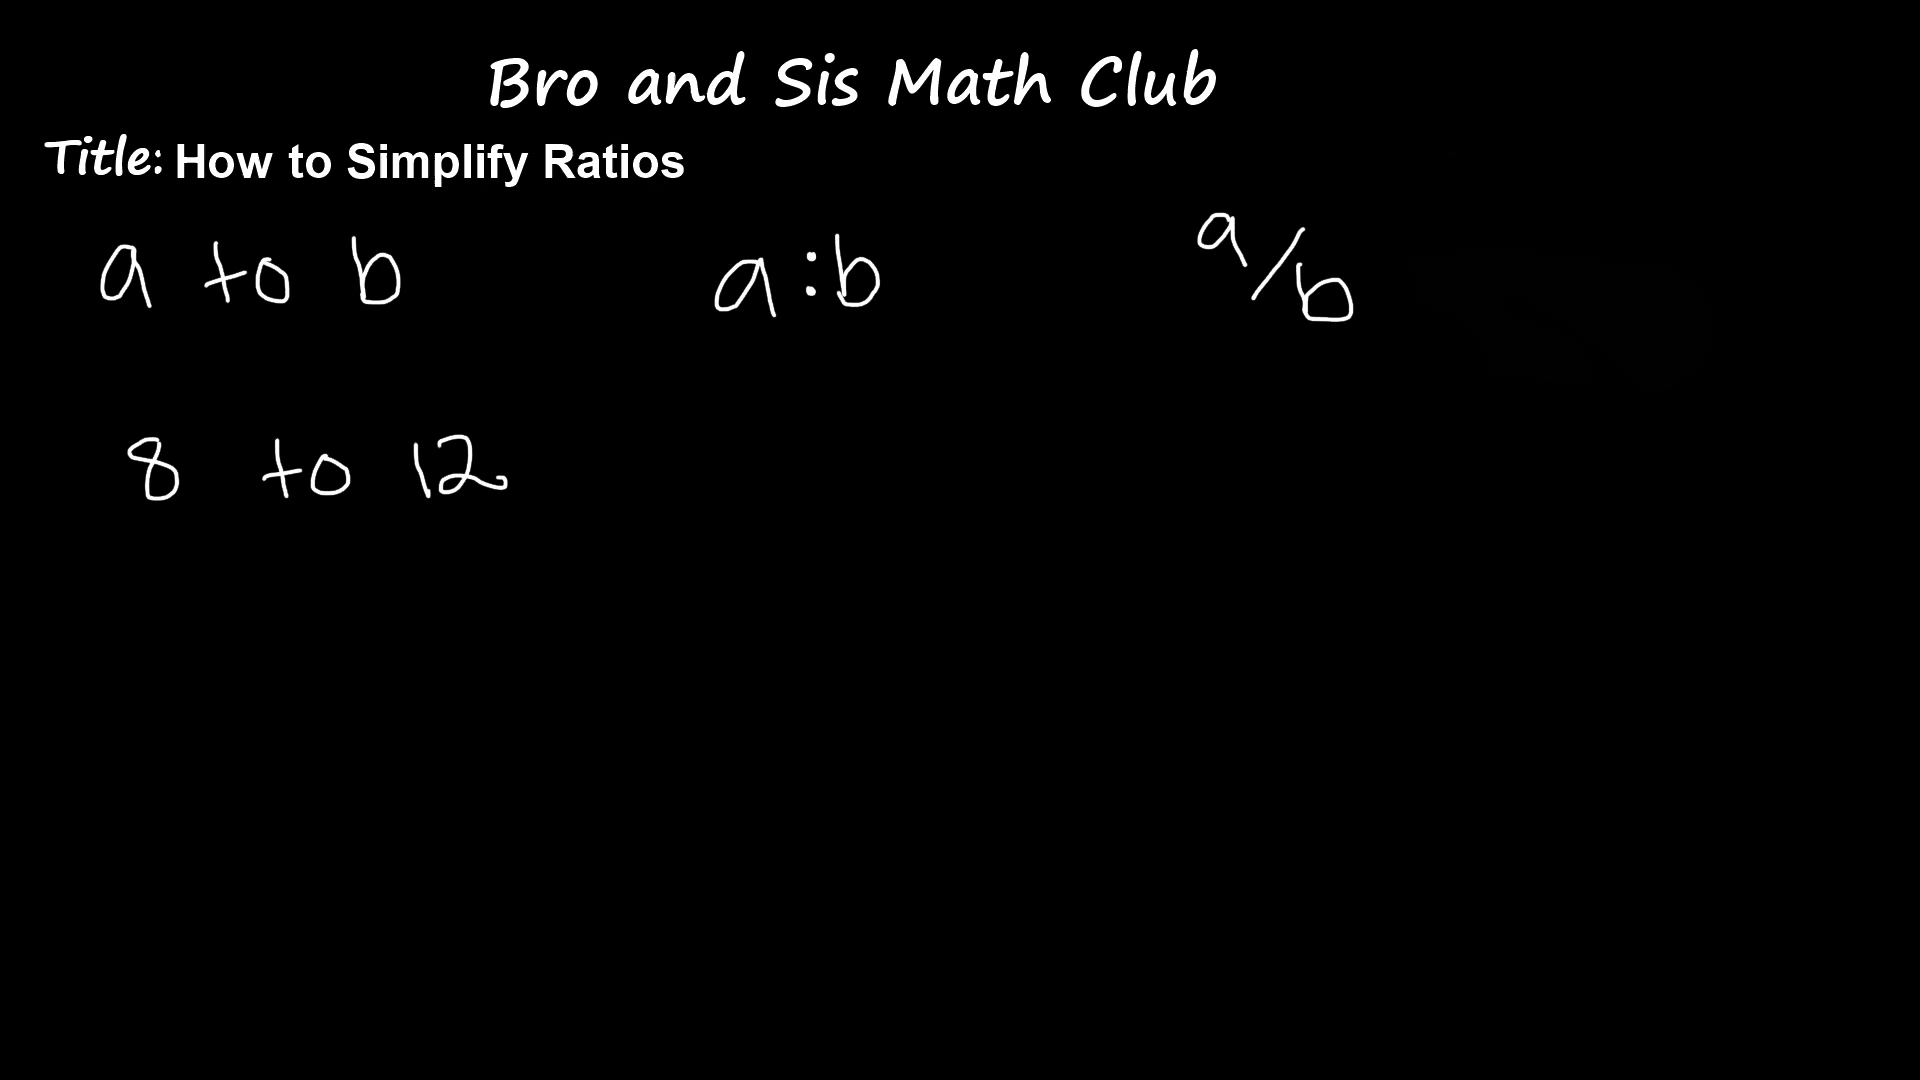 Bro and Sis Math Club
Title: How to Simplify Ratios
a to b a:b a/b
8 to 12